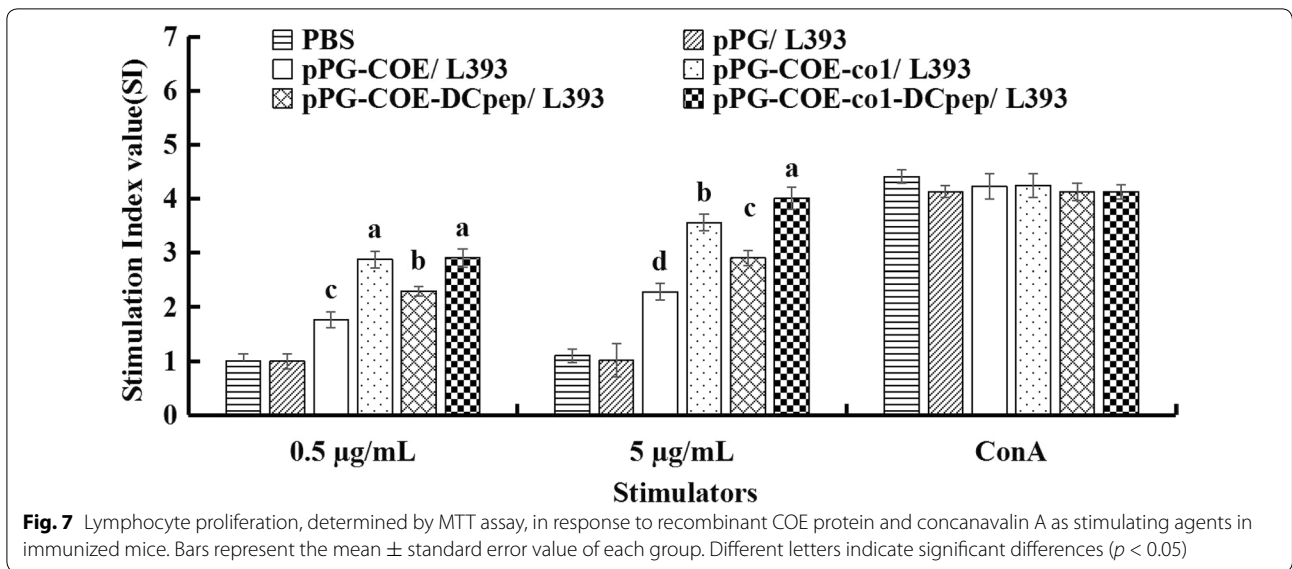 7
6
5
4
3
2
1
0
Stimulation Index value(SI)
PBS
pPG/ L393
pPG-COE/ L393
pPG-COE-co1/ L393
pPG-COE-DCpep/ L393
pPG-COE-co1-DCpep/ L393
c
a
b
a
d
b
c
a
0.5 μg/mL
5 μg/mL
ConA
Stimulators
Fig. 7 Lymphocyte proliferation, determined by MTT assay, in response to recombinant COE protein and concanavalin A as stimulating agents in
immunized mice. Bars represent the mean ± standard error value of each group. Different letters indicate significant differences (p < 0.05)